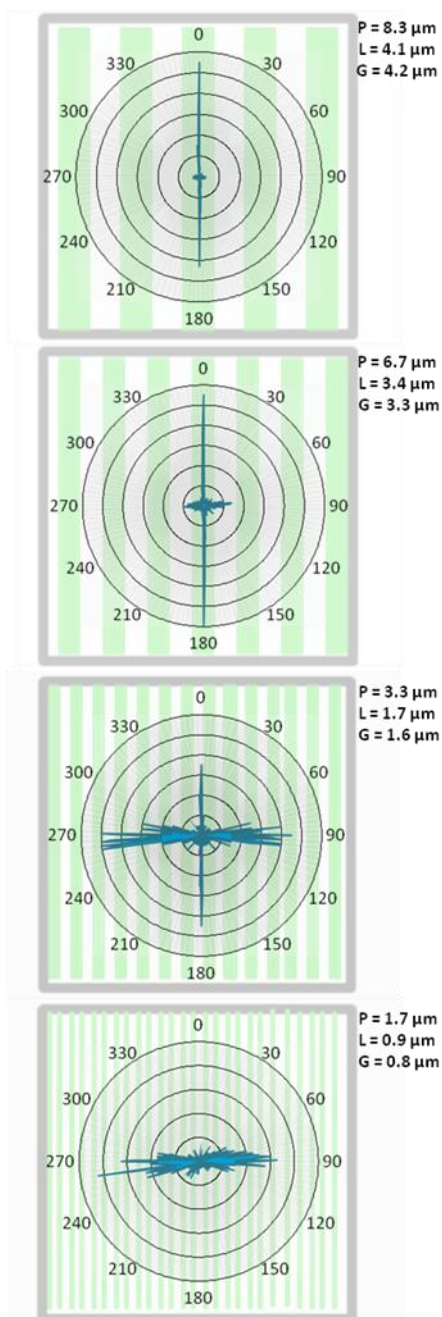 P = 8.3 µm
L = 4.1 µm
G = 4.2 µm
0
330 30
300 60
270 90
240 120
210 150
180
P = 6.7 µm
L = 3.4 µm
G = 3.3 µm
0
330 30
300 60
270 90
240 120
210 150
180
P = 3.3 µm
L = 1.7 µm
G = 1.6 µm
0
330 30
300 60
270 90
240 120
210 150
180
P = 1.7 µm
L = 0.9 µm
G = 0.8 µm
0
330 30
300 60
270 90
240 120
210 150
180